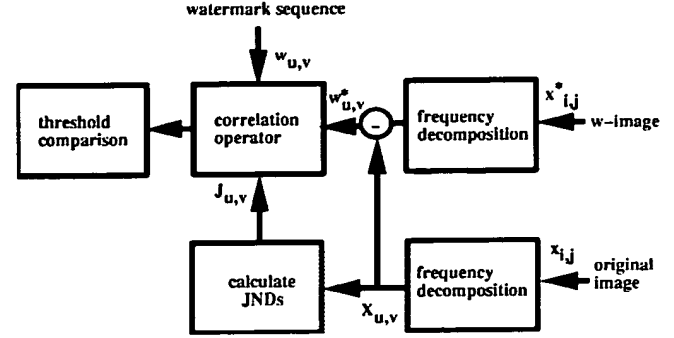 watermark sequence
w u,v
threshold comparison
correlation operator
w* u,v
-
frequency decomposition
x* i,j
w-image
J u,v
calculate JNDs
X u,v
frequency decomposition
x i,j
original image